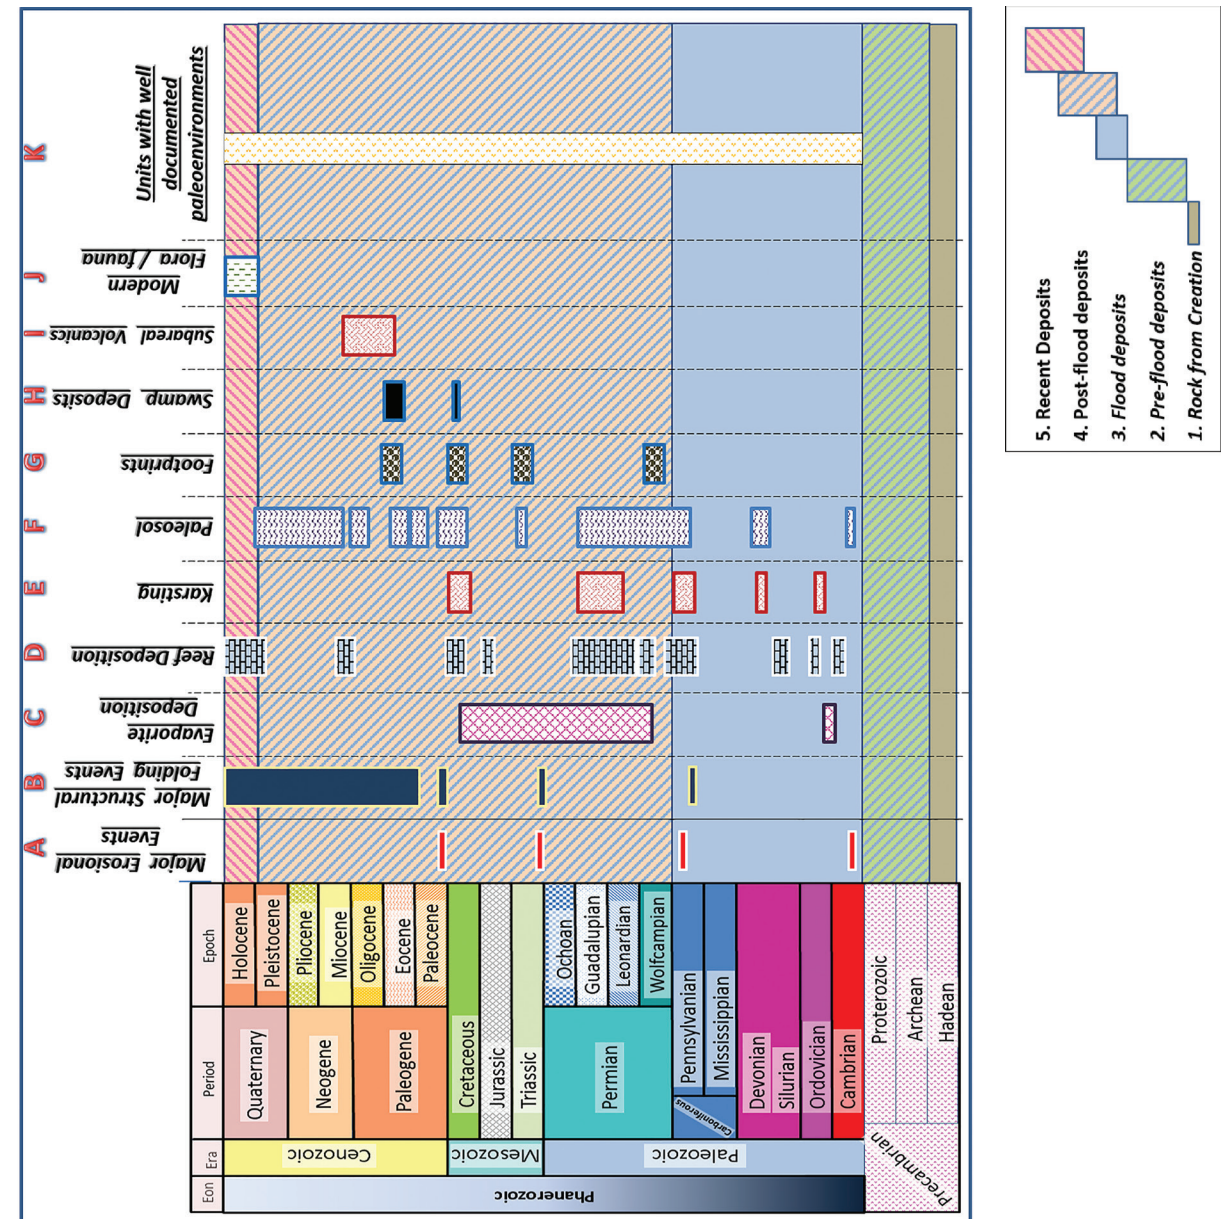 K
Units with well
documented
paleoenvironments
J
Modern
Flora / fauna
I
Subareal Volcanics
H
Swamp Deposits
G
Footprints
F
Paleosol
E
Karsting
D
Reef Deposition
C
Evaporite
Deposition
B
Major Structural
Folding Events
A
Major Erosional
Events
Epoch
Holocene
Pleistocene
Pliocene
Miocene
Oligocene
Eocene
Paleocene
Ochoan
Guadalupian
Leonardian
Wolfcampian
Pennsylvanian
Mississippian
Period
Quaternary
Neogene
Paleogene
Cretaceous
Jurassic
Triassic
Permian
Carboniferous
Devonian
Silurian
Ordovician
Cambrian
Proterozoic
Archean
Hadean
Era
Cenozoic
Mesozoic
Paleozoic
Precambrian
Eon
Phanerozoic
5. Recent Deposits
4. Post-flood deposits
3. Flood deposits
2. Pre-flood deposits
1. Rock from Creation